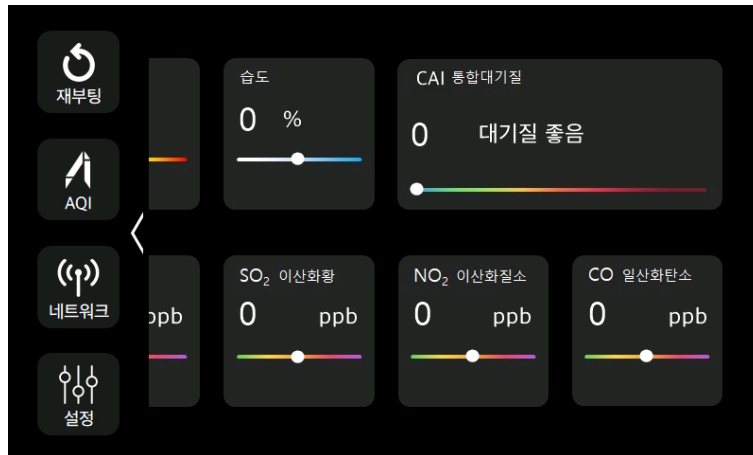 재부팅
AQI
네트워크
설정
습도
0 %
CAI 통합대기질
0 대기질 좋음
ppb
SO₂ 이산화황
0 ppb
NO₂ 이산화질소
0 ppb
CO 일산화탄소
0 ppb